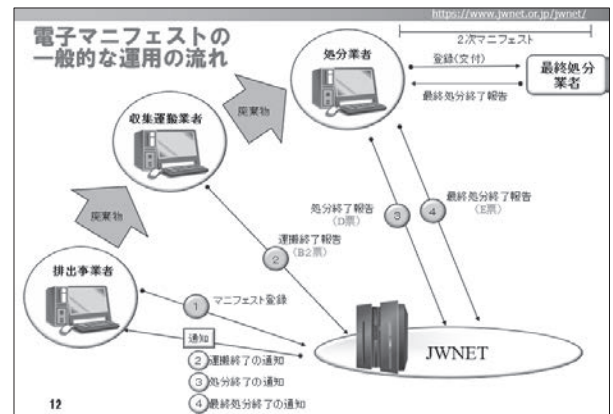 https://www.jwnet.or.jp/jwnet/
電子マニフェストの
一般的な運用の流れ
2次マニフェスト
処分業者
登録(交付)
最終処分
業者
最終処分終了報告
廃棄物
収集運搬業者
廃棄物
処分終了報告
(D票)
3
4
最終処分終了報告
(E票)
運搬終了報告
(B2票)
2
排出事業者
1 マニフェスト登録
通知
2 運搬終了の通知
3 処分終了の通知
4 最終処分終了の通知
JWNET
12